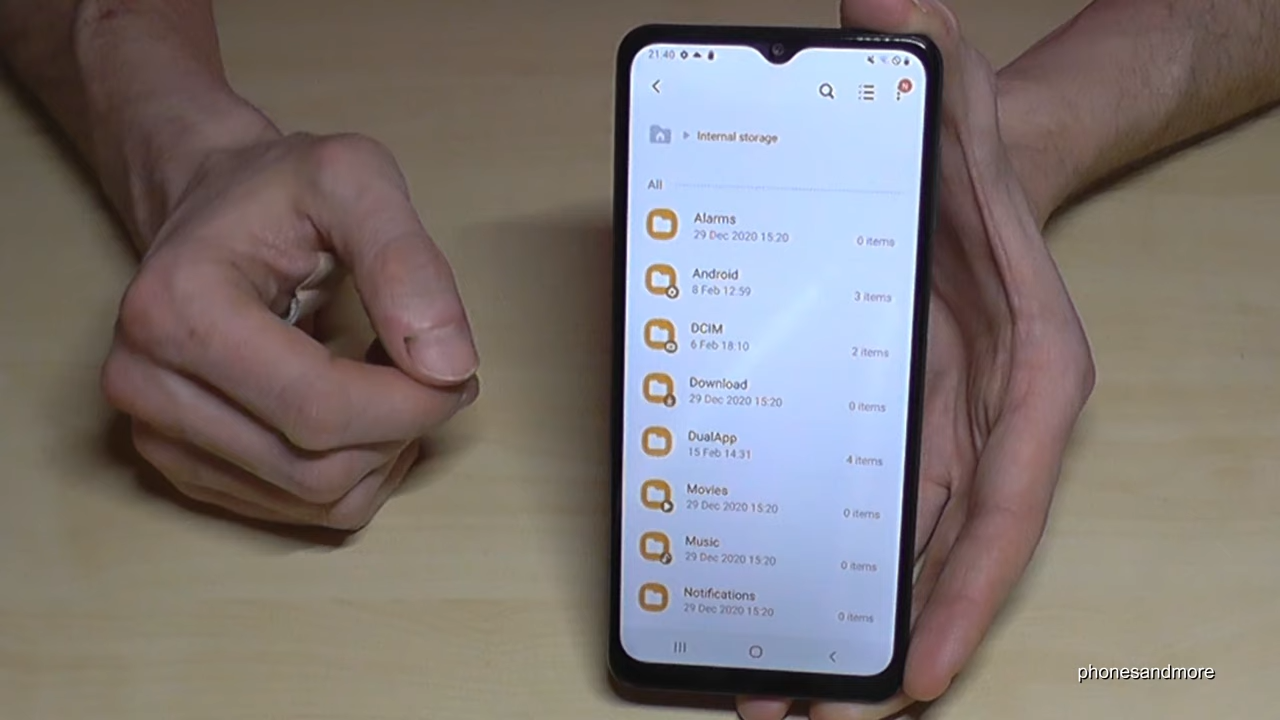 21:40
N
Internal storage
All
Alarms
29 Dec 2020 15:20
0 items
Android
8 Feb 12:59
3 items
DCIM
6 Feb 18:10
2 items
Download
29 Dec 2020 15:20
0 items
DualApp
15 Feb 14:31
4 items
Movies
29 Dec 2020 15:20
0 items
Music
29 Dec 2020 15:20
0 items
Notifications
29 Dec 2020 15:20
0 items
phonesandmore